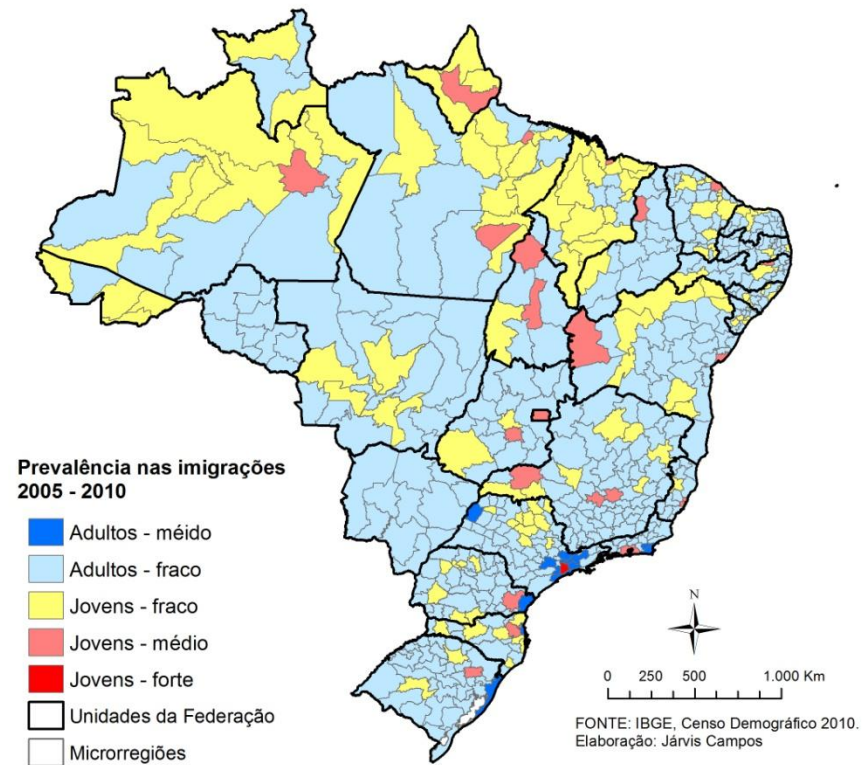 Prevalência nas imigrações
2005 - 2010
Adultos - méido
Adultos - fraco
Jovens - fraco
Jovens - médio
Jovens - forte
Unidades da Federação
Microrregiões
N
0 250 500 1.000 Km
FONTE: IBGE, Censo Demográfico 2010.
Elaboração: Járvis Campos